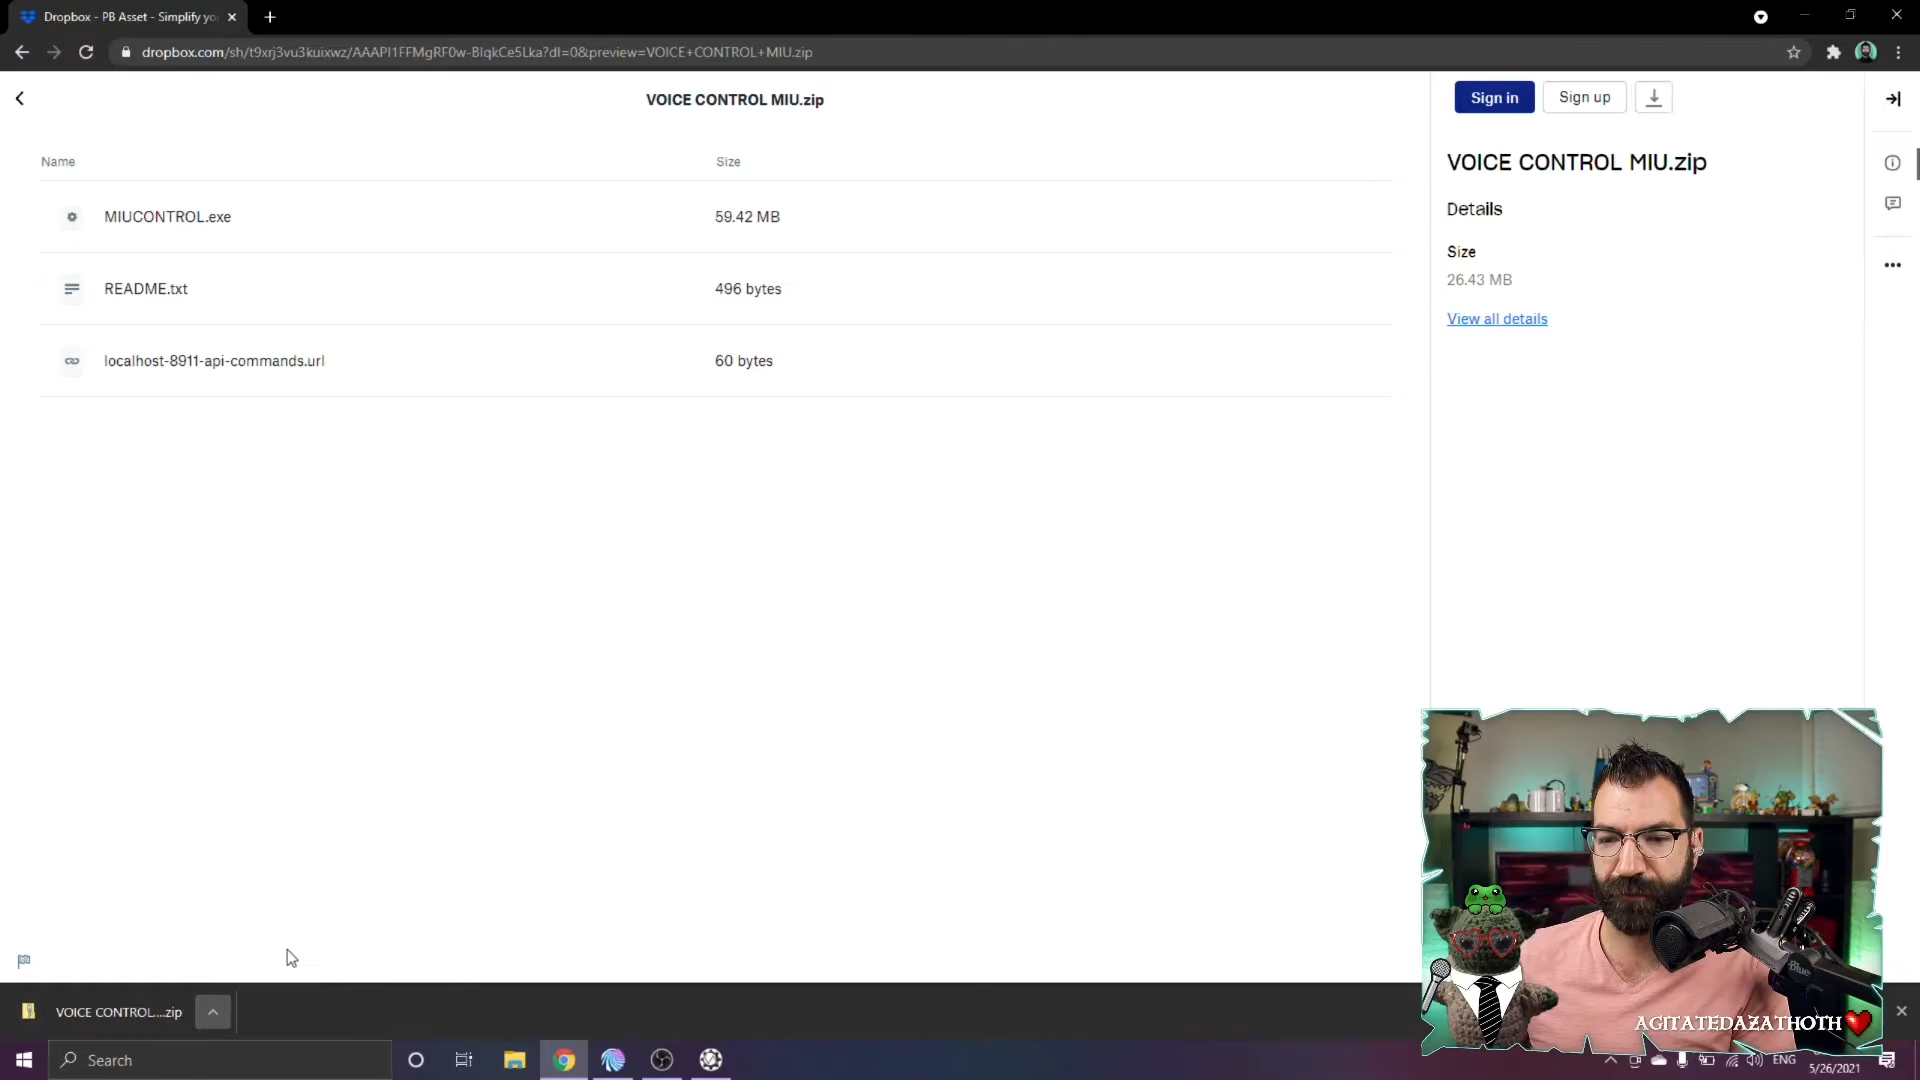 Dropbox - PB Asset - Simplify yo
dropbox.com/sh/t9xrj3vu3kuixwz/AAAPI1FFMgRF0w-BlqkCe5Lka?dl=0&preview=VOICE+CONTROL+MIU.zip
VOICE CONTROL MIU.zip
Sign in
Sign up
Name
Size
MIUCONTROL.exe
59.42 MB
README.txt
496 bytes
localhost-8911-api-commands.url
60 bytes
VOICE CONTROL MIU.zip
Details
Size
26.43 MB
View all details
Blue
AGITATEDAZATHOTH
VOICE CONTROL....zip
Search
ENG
5/26/2021